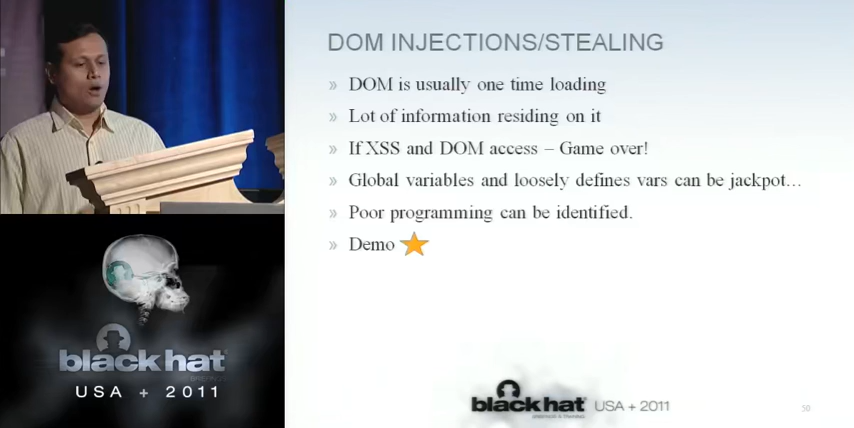 DOM INJECTIONS/STEALING
» DOM is usually one time loading
» Lot of information residing on it
» If XSS and DOM access – Game over!
» Global variables and loosely defines vars can be jackpot…
» Poor programming can be identified.
» Demo
black hat
USA + 2011
black hat USA + 2011
30